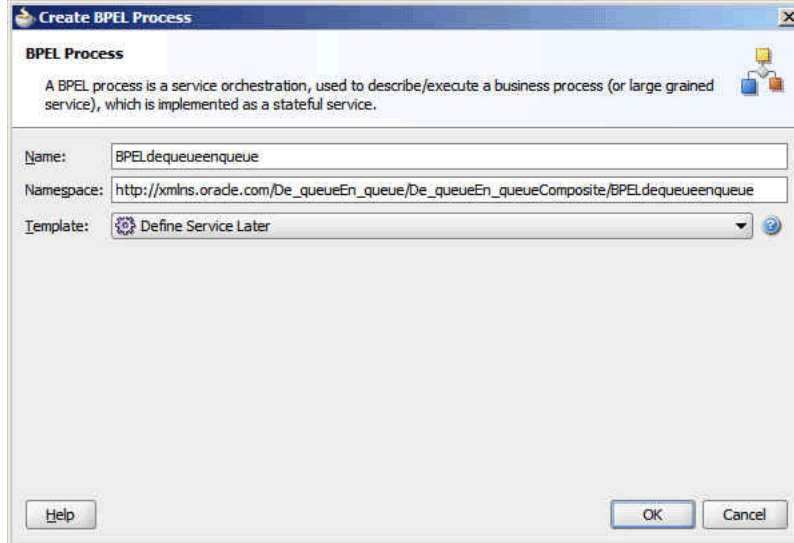 Create BPEL Process
BPEL Process
A BPEL process is a service orchestration, used to describe/execute a business process (or large grained
service), which is implemented as a stateful service.
Name: BPELdequeueenqueue
Namespace: http://xmlns.oracle.com/De_queueEn_queue/De_queueEn_queueComposite/BPELdequeueenqueue
Template: Define Service Later
Help OK Cancel